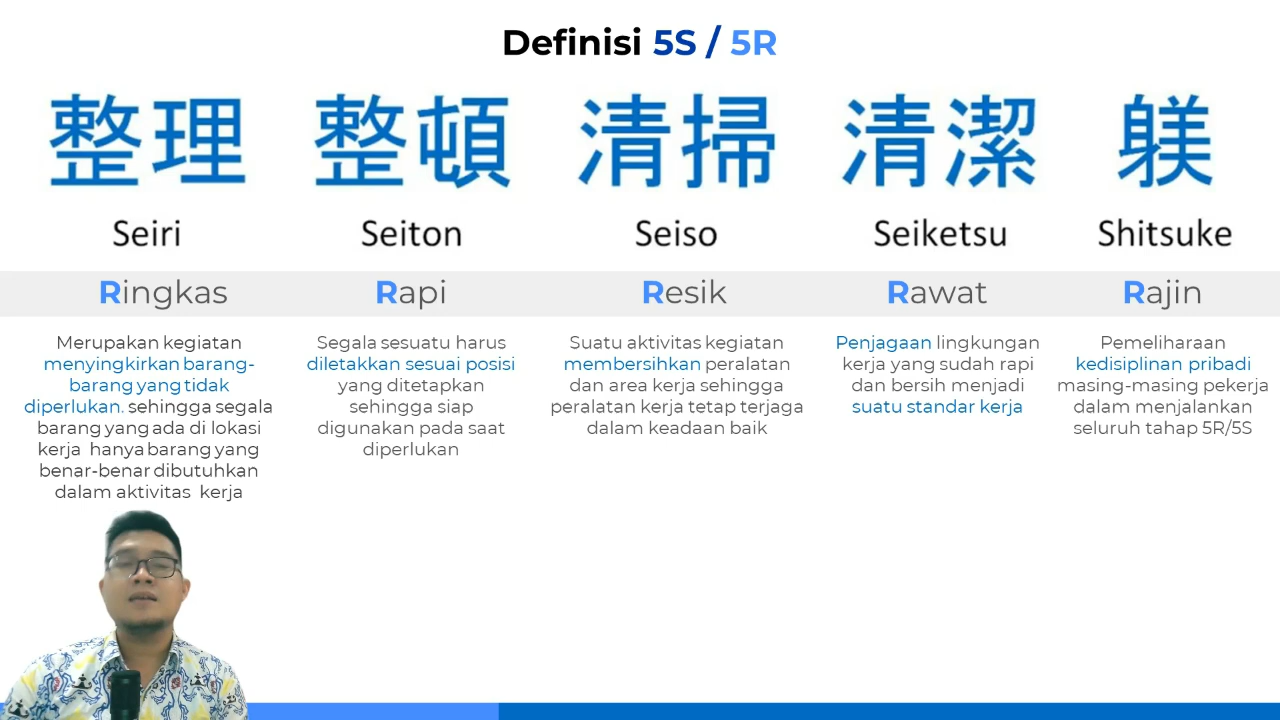 Definisi 5S / 5R
整理
整頓
清掃
清潔
躾
Seiri
Seiton
Seiso
Seiketsu
Shitsuke
Ringkas
Rapi
Resik
Rawat
Rajin
Merupakan kegiatan
menyingkirkan barang-
barang yang tidak
diperlukan. sehingga segala
barang yang ada di lokasi
kerja hanya barang yang
benar-benar dibutuhkan
dalam aktivitas kerja
Segala sesuatu harus
diletakkan sesuai posisi
yang ditetapkan
sehingga siap
digunakan pada saat
diperlukan
Suatu aktivitas kegiatan
membersihkan peralatan
dan area kerja sehingga
peralatan kerja tetap terjaga
dalam keadaan baik
Penjagaan lingkungan
kerja yang sudah rapi
dan bersih menjadi
suatu standar kerja
Pemeliharaan
kedisiplinan pribadi
masing-masing pekerja
dalam menjalankan
seluruh tahap 5R/5S